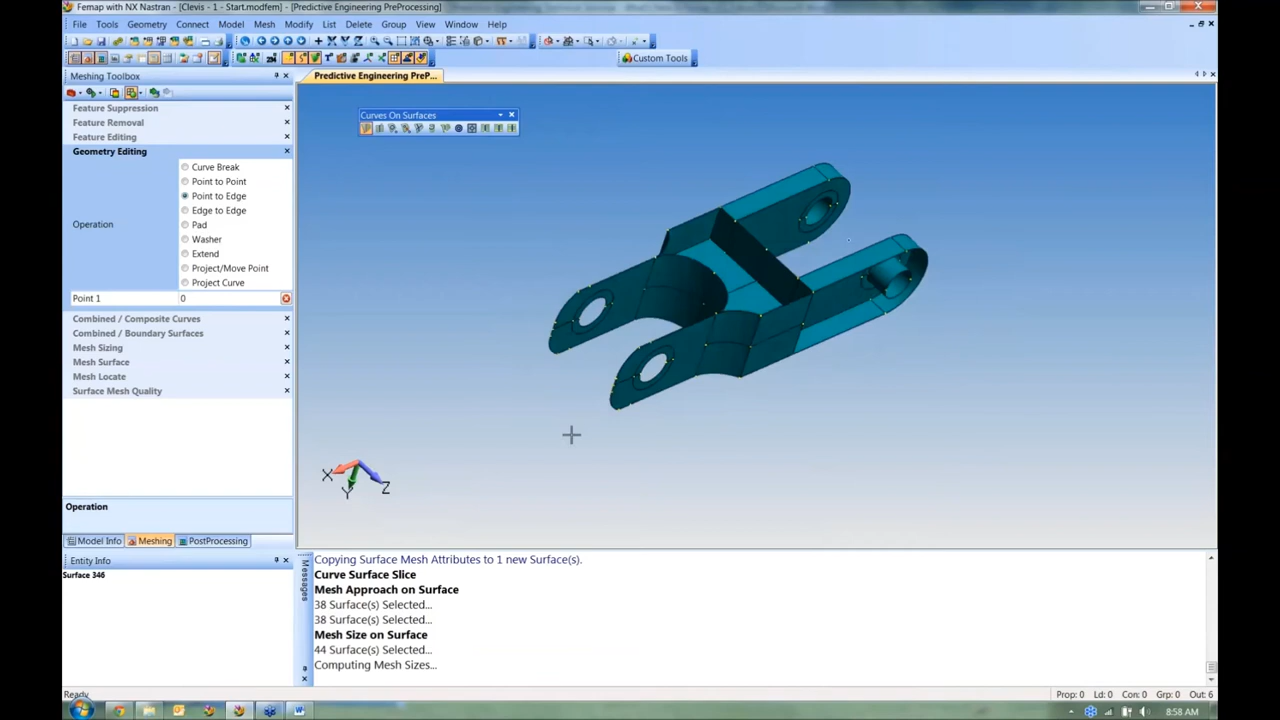 Femap with NX Nastran - [Clevis - 1 - Start.modfem] - [Predictive Engineering PreProcessing]
File Tools Geometry Connect Model Mesh Modify List Delete Group View Window Help
Custom Tools
Meshing Toolbox
Predictive Engineering PreP...
Feature Suppression
Feature Removal
Feature Editing
Geometry Editing
Operation
Curve Break
Point to Point
Point to Edge
Edge to Edge
Pad
Washer
Extend
Project/Move Point
Project Curve
Point 1 0
Combined / Composite Curves
Combined / Boundary Surfaces
Mesh Sizing
Mesh Surface
Mesh Locate
Surface Mesh Quality
Operation
Model Info Meshing PostProcessing
Entity Info
Surface 346
Curves On Surfaces
X
Y
Z
Messages
Copying Surface Mesh Attributes to 1 new Surface(s).
Curve Surface Slice
Mesh Approach on Surface
38 Surface(s) Selected...
38 Surface(s) Selected...
Mesh Size on Surface
44 Surface(s) Selected...
Computing Mesh Sizes...
Ready
Prop: 0 Ld: 0 Con: 0 Grp: 0 Out: 6
8:58 AM